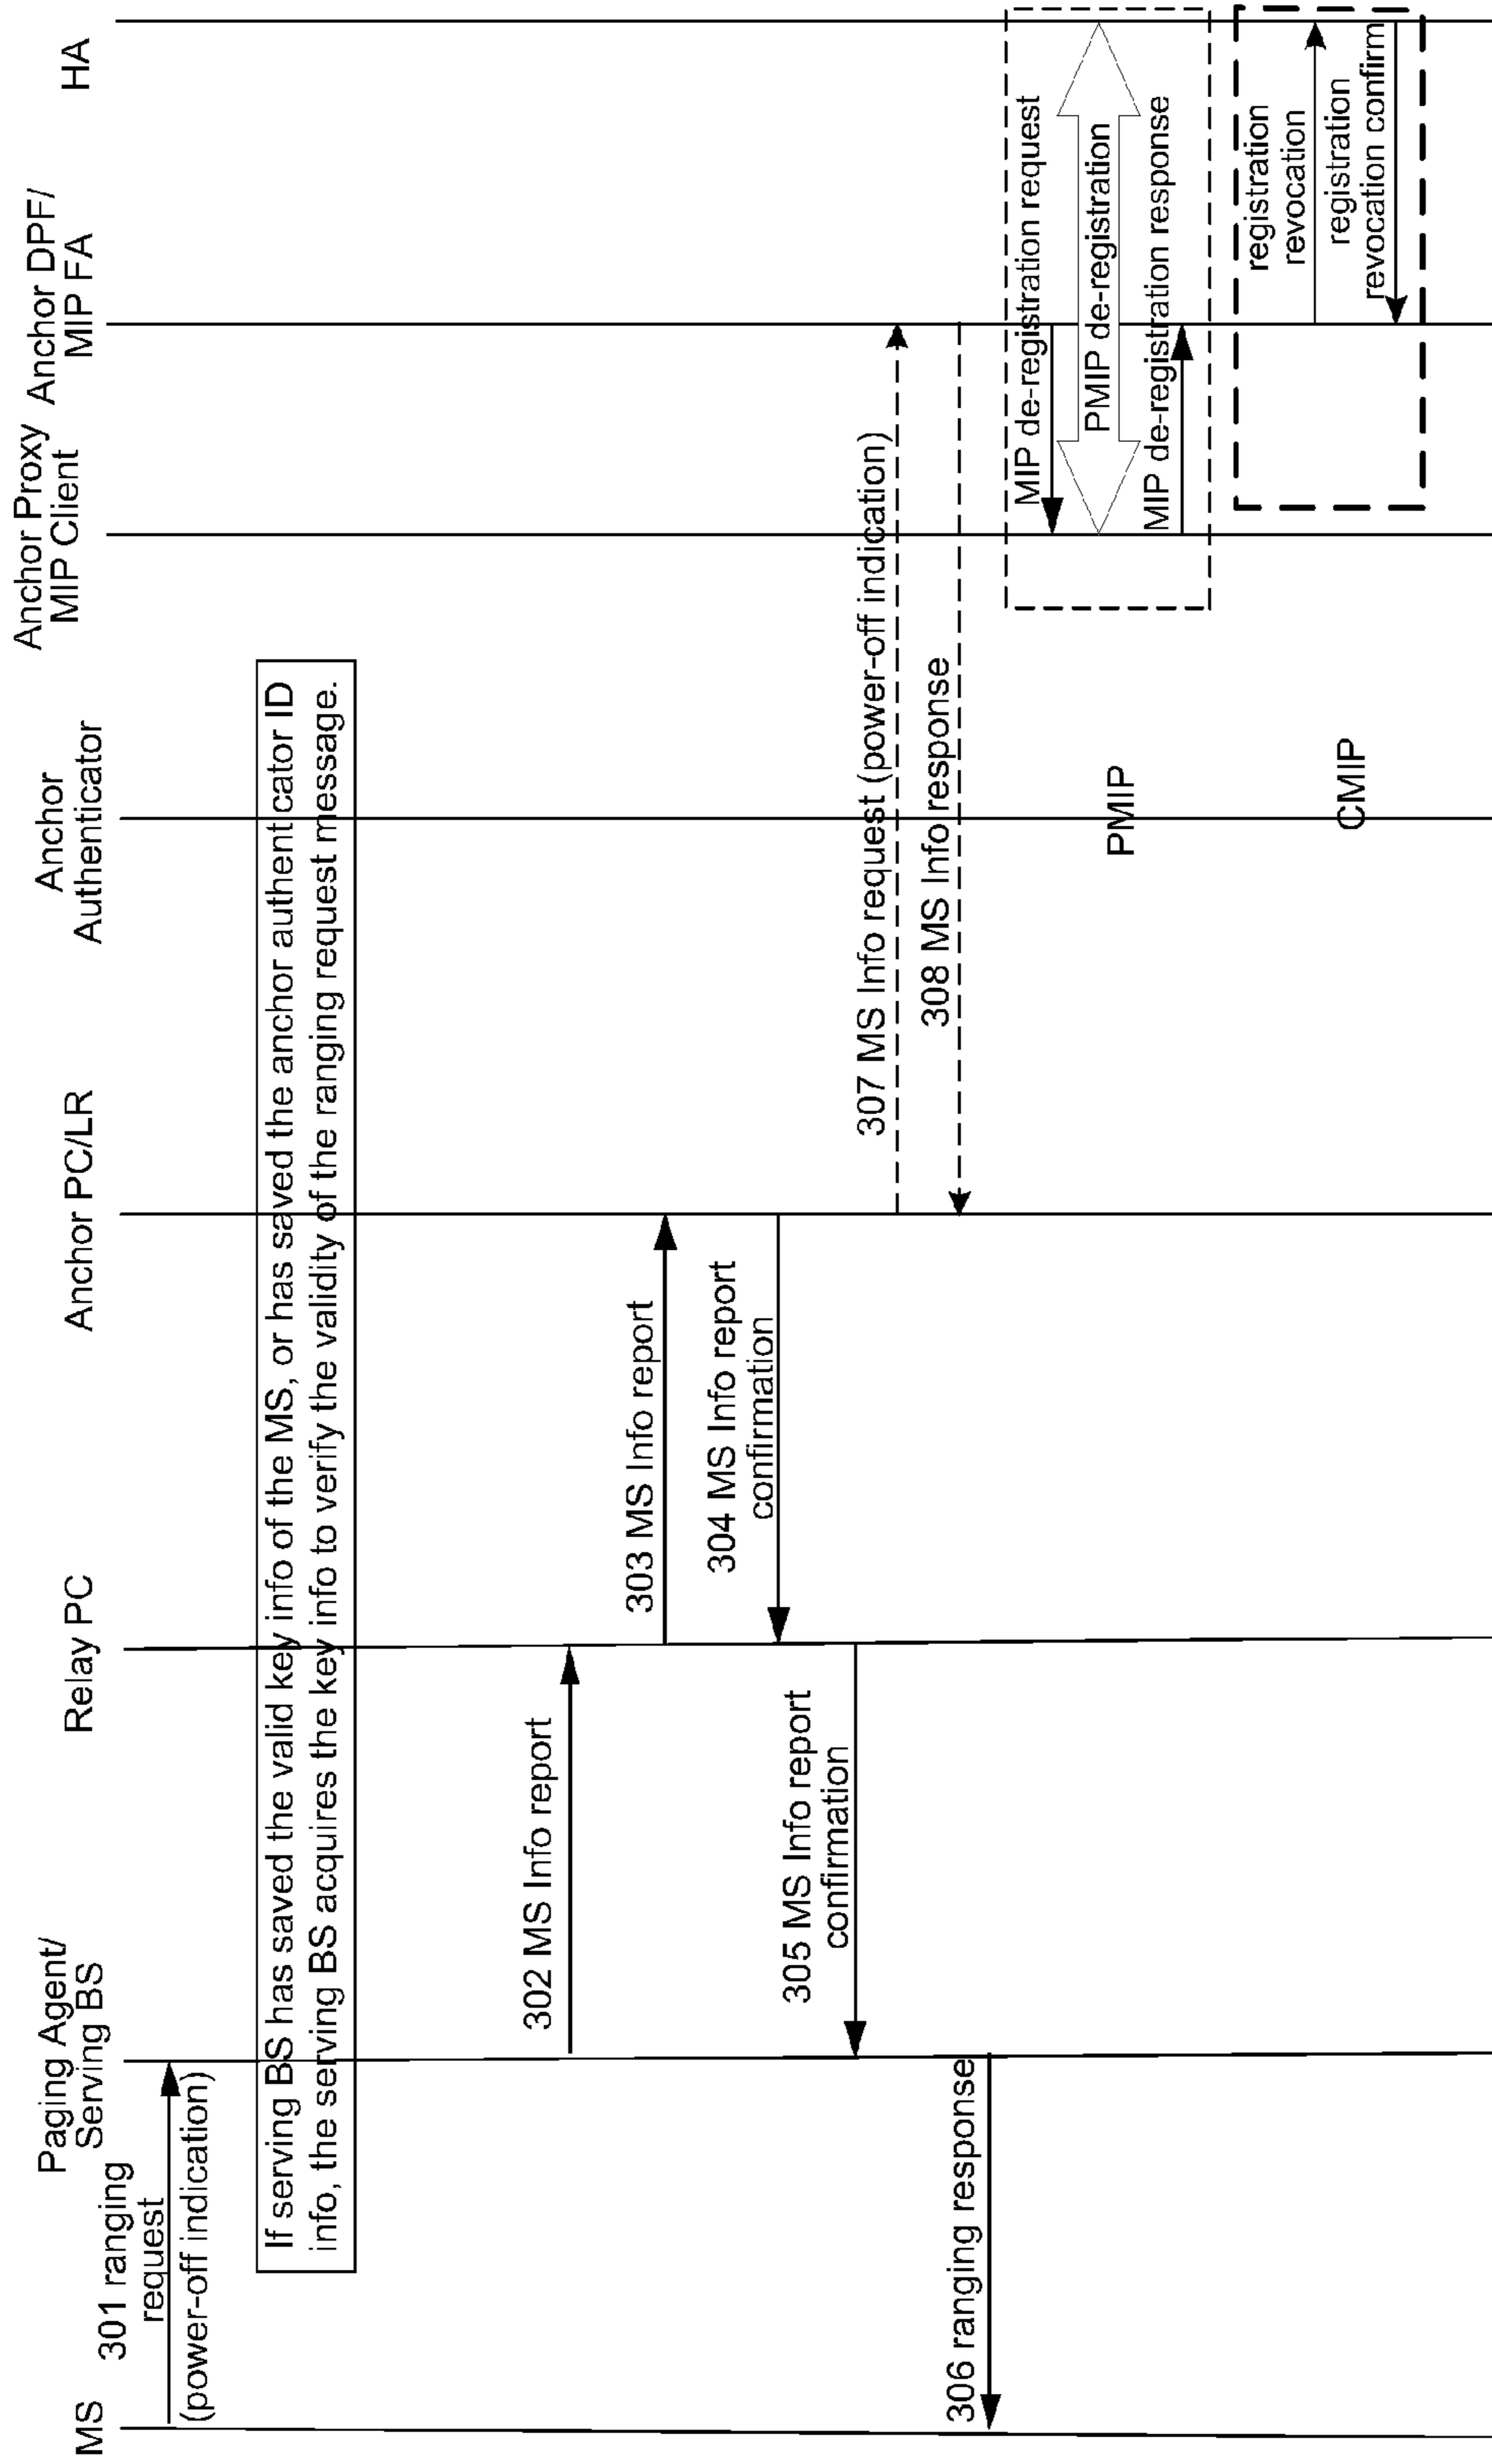 MS
Paging Agent/
Serving BS
Relay PC
Anchor PC/LR
Anchor
Authenticator
Anchor Proxy
MIP Client
Anchor DPF/
MIP FA
HA
301 ranging
request
(power-off indication)
If serving BS has saved the valid key info of the MS, or has saved the anchor authenticator ID
info, the serving BS acquires the key info to verify the validity of the ranging request message.
302 MS Info report
303 MS Info report
304 MS Info report
confirmation
305 MS Info report
confirmation
307 MS Info request (power-off indication)
308 MS Info response
306 ranging response
MIP de-registration request
PMIP
PMIP de-registration
MIP de-registration response
CMIP
registration
revocation
registration
revocation confirm